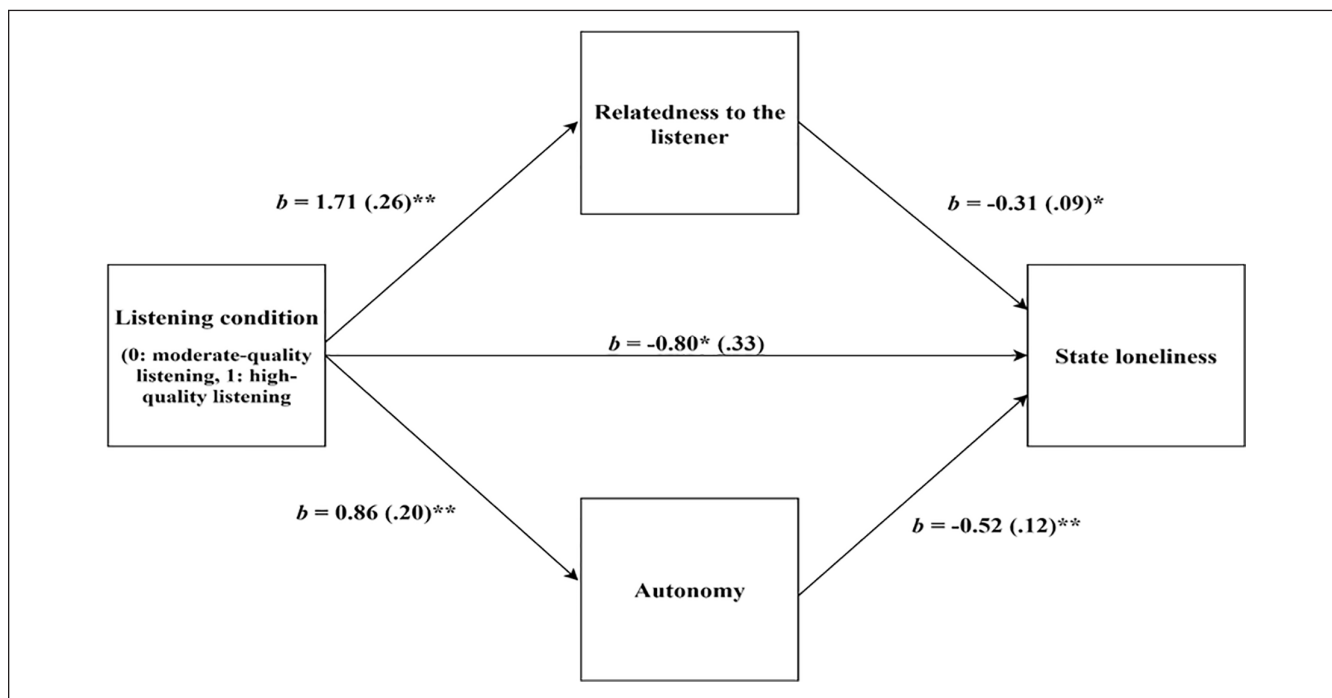 Relatedness to the
listener
b = 1.71 (.26)**
b = -0.31 (.09)*
Listening condition
(0: moderate-quality
listening, 1: high-
quality listening
b = -0.80* (.33)
State loneliness
b = 0.86 (.20)**
b = -0.52 (.12)**
Autonomy